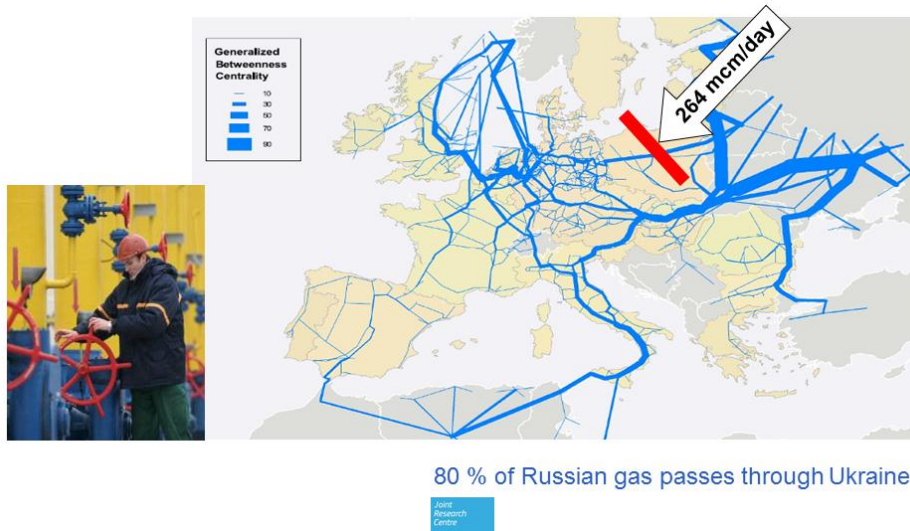 Generalized
Betweenness
Centrality
10
30
50
70
90
264 mcm/day
80 % of Russian gas passes through Ukraine
Joint
Research
Centre